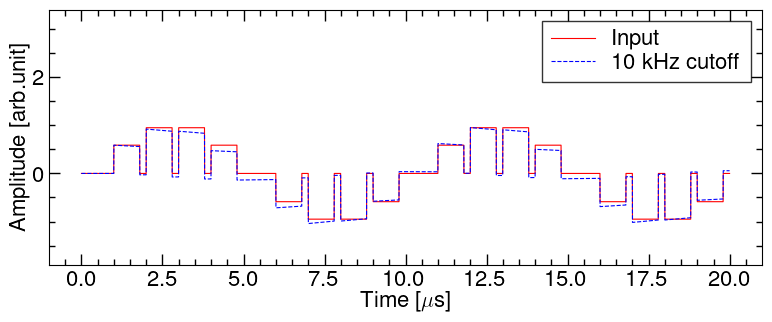 Input
10 kHz cutoff
Amplitude [arb.unit]
2
0
0.0 2.5 5.0 7.5 10.0 12.5 15.0 17.5 20.0
Time [μs]